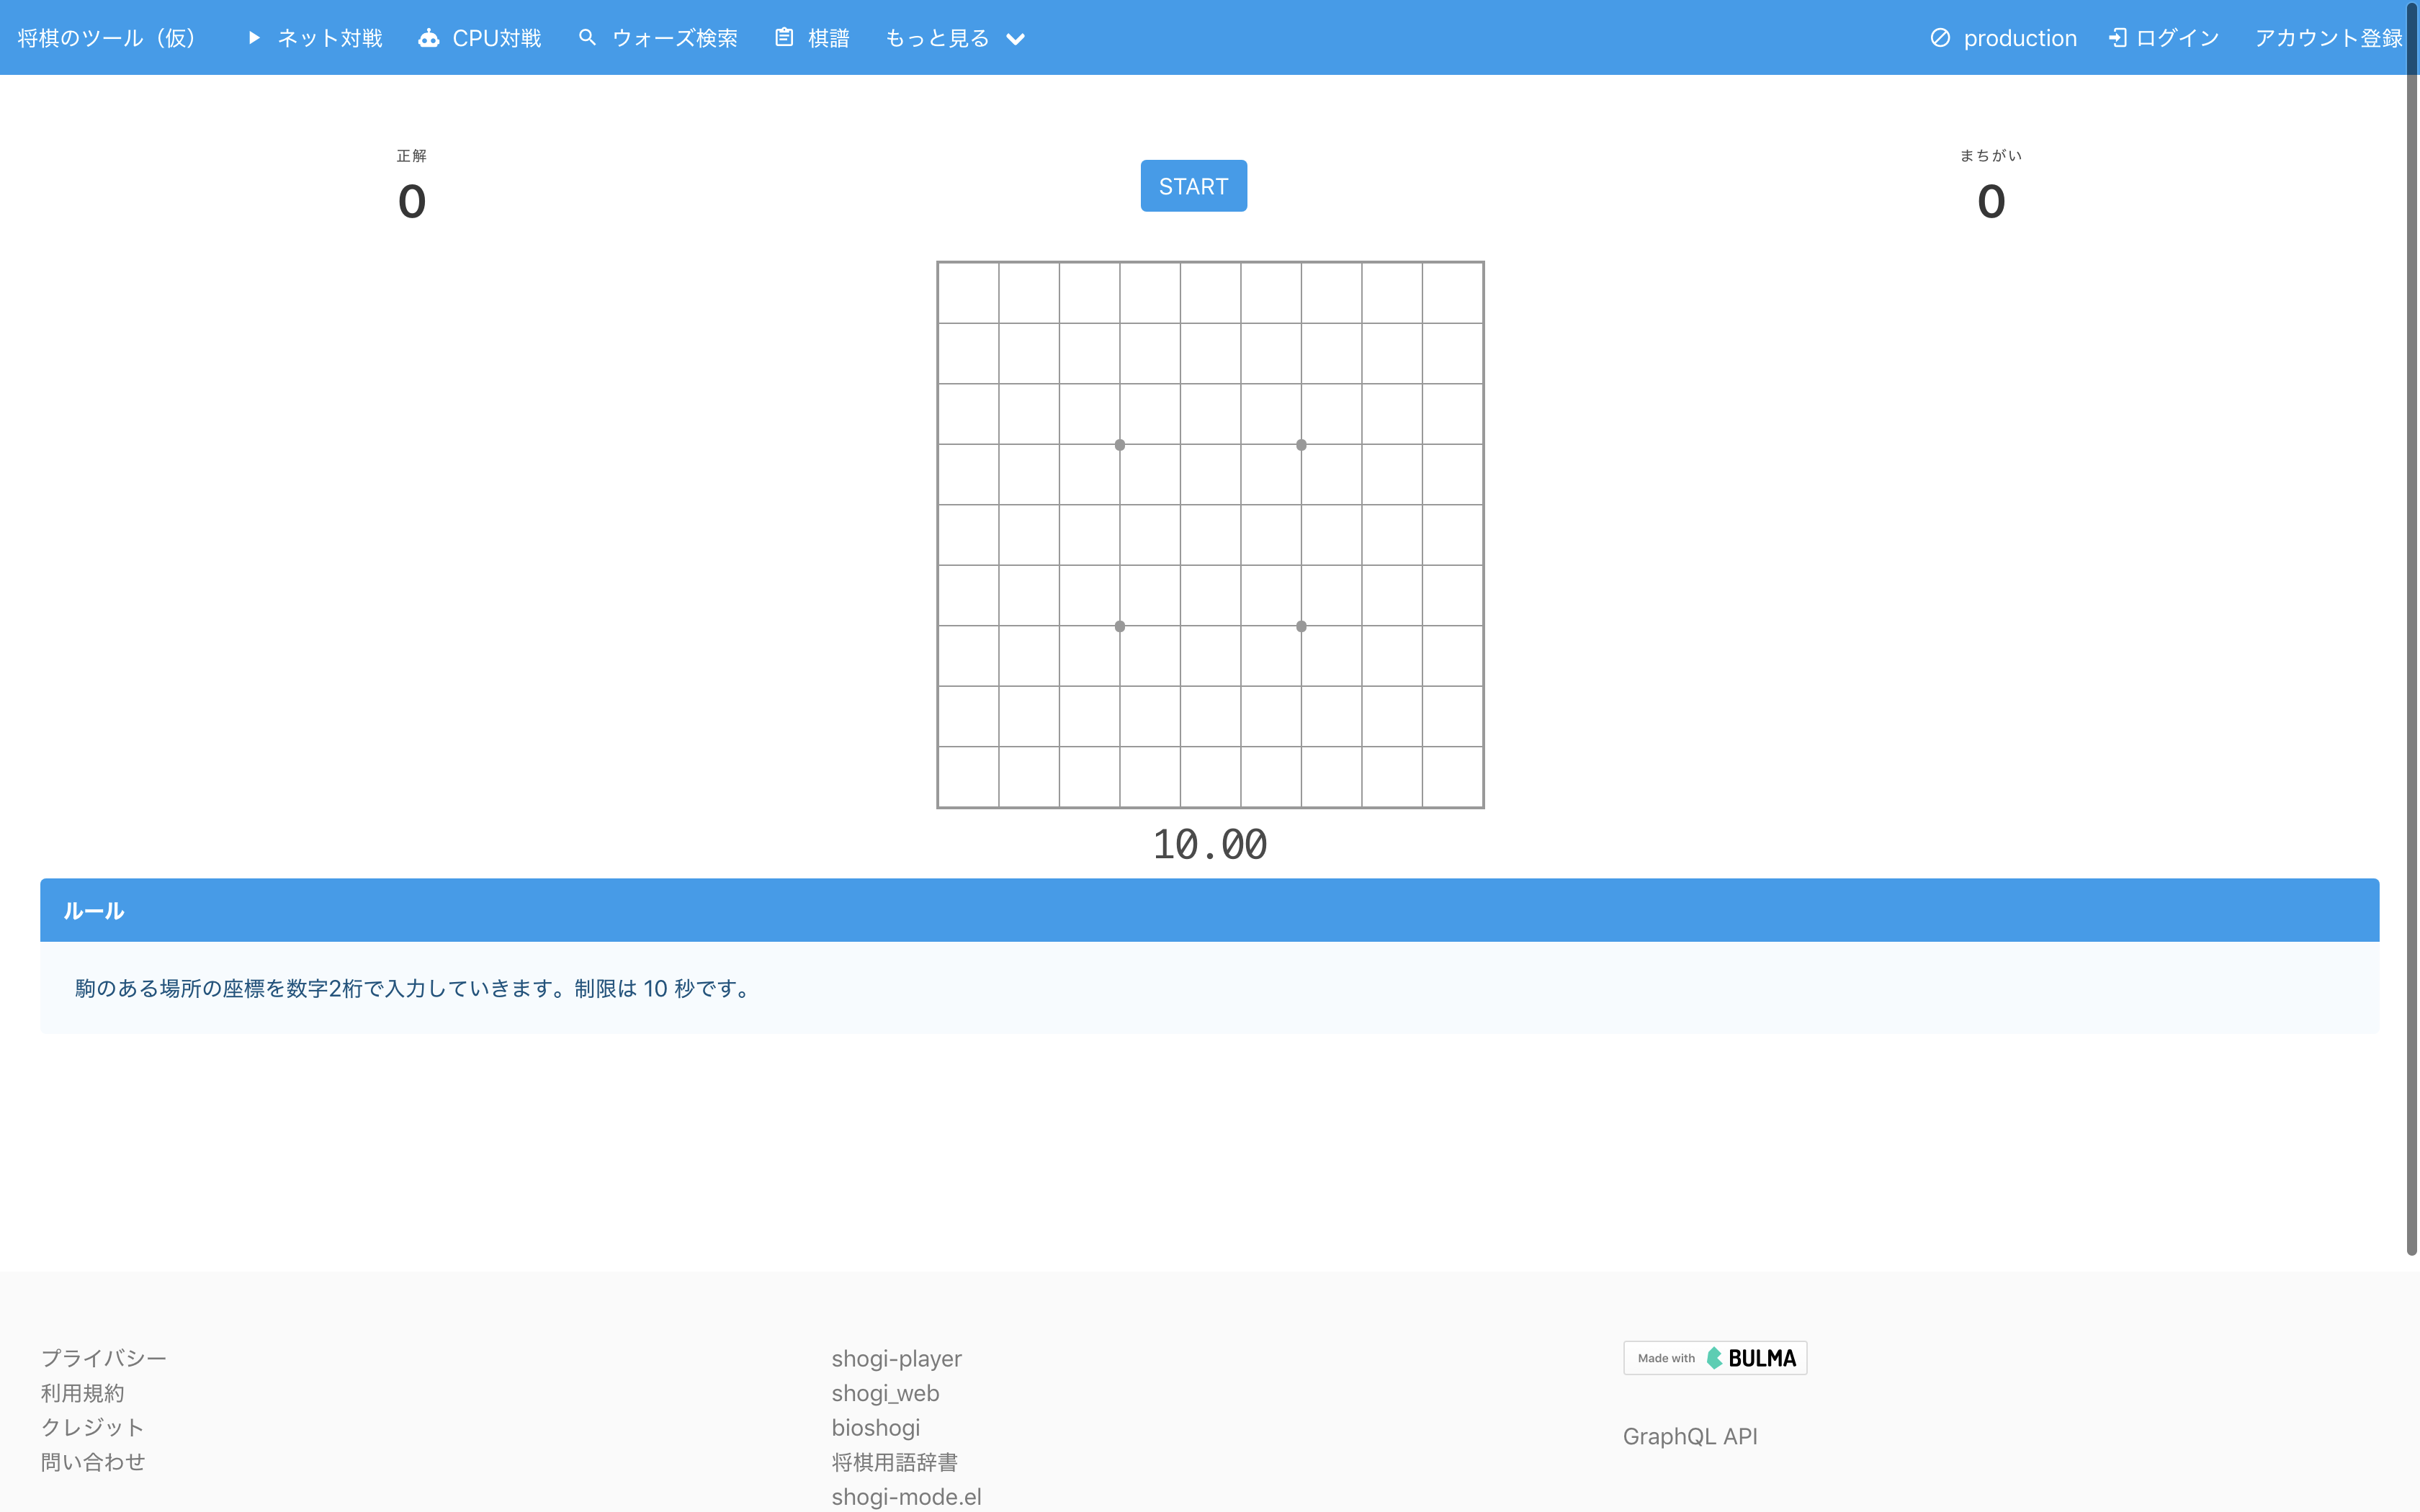 将棋のツール（仮） ネット対戦 CPU対戦 ウォーズ検索 棋譜 もっと見る production ログイン アカウント登録
正解
0
START
まちがい
0
10.00
ルール
駒のある場所の座標を数字2桁で入力していきます。制限は 10 秒です。
プライバシー
利用規約
クレジット
問い合わせ
shogi-player
shogi_web
bioshogi
将棋用語辞書
shogi-mode.el
Made with BULMA
GraphQL API